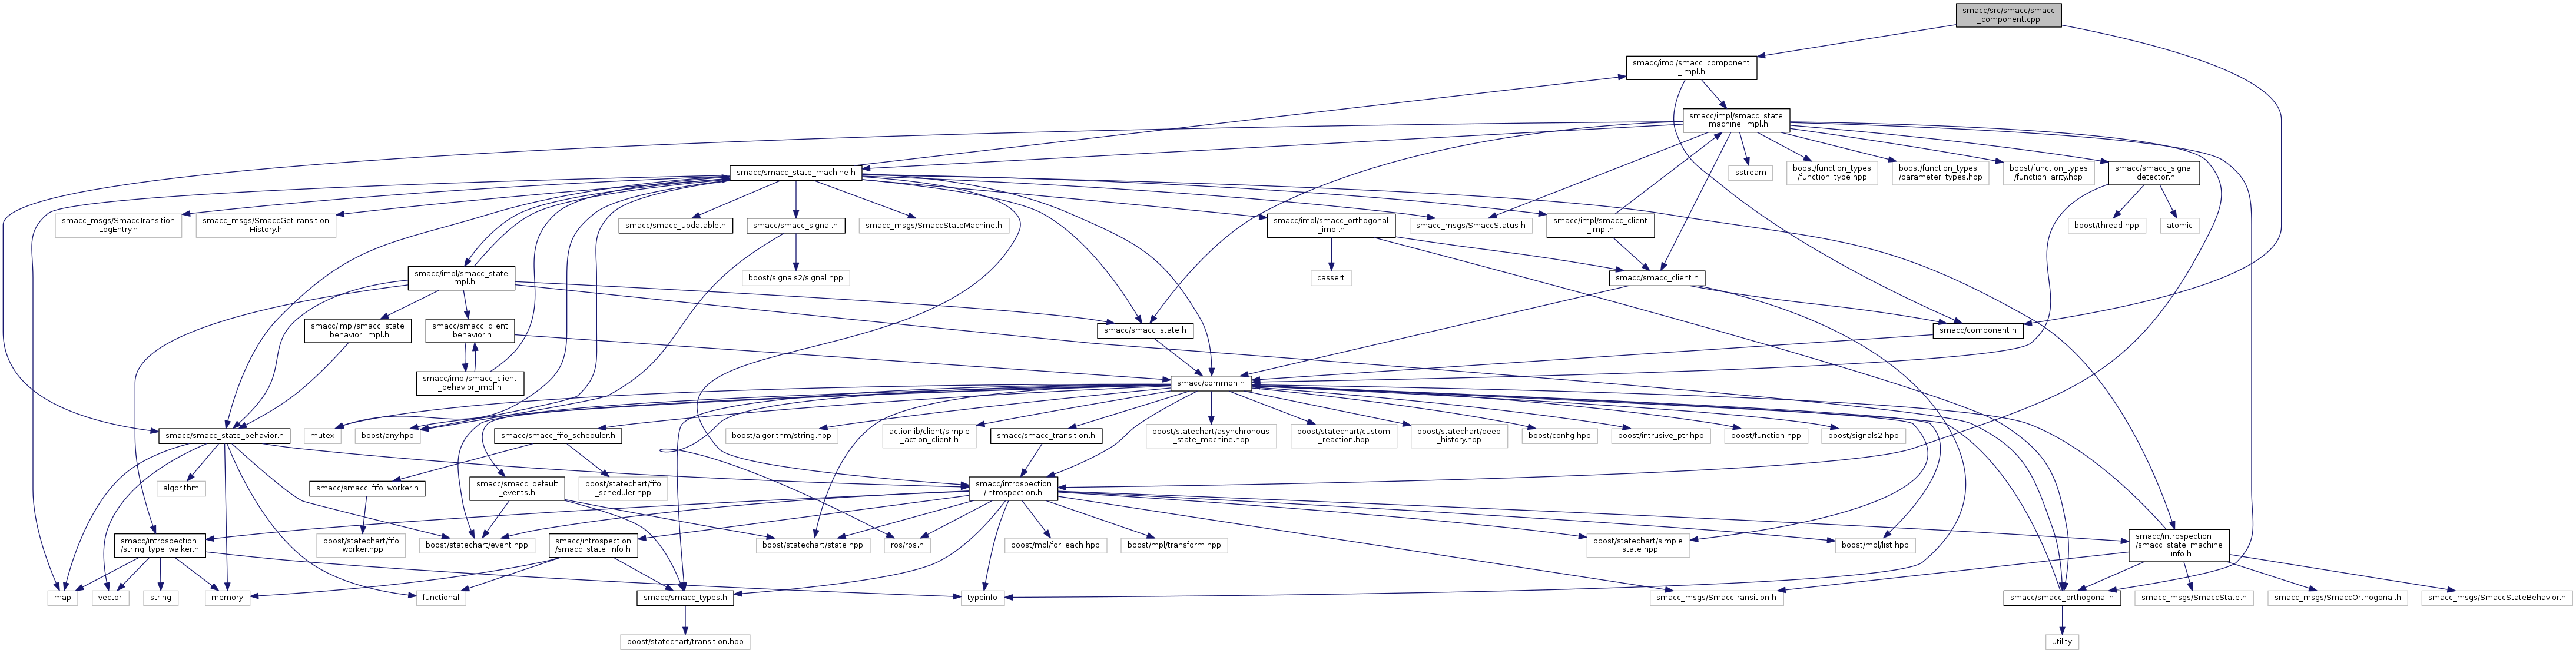 smacc/src/smacc/smacc
_component.cpp
smacc/impl/smacc_component
_impl.h
smacc/impl/smacc_state
_machine_impl.h
smacc/smacc_state_machine.h
sstream
boost/function_types
/function_type.hpp
boost/function_types
/parameter_types.hpp
boost/function_types
/function_arity.hpp
smacc/smacc_signal
_detector.h
smacc_msgs/SmaccTransition
LogEntry.h
smacc_msgs/SmaccGetTransition
History.h
smacc/smacc_updatable.h
smacc/smacc_signal.h
smacc_msgs/SmaccStateMachine.h
smacc/impl/smacc_orthogonal
_impl.h
smacc_msgs/SmaccStatus.h
smacc/impl/smacc_client
_impl.h
boost/thread.hpp
atomic
smacc/impl/smacc_state
_impl.h
boost/signals2/signal.hpp
cassert
smacc/smacc_client.h
smacc/impl/smacc_state
_behavior_impl.h
smacc/smacc_client
_behavior.h
smacc/smacc_state.h
smacc/component.h
smacc/impl/smacc_client
_behavior_impl.h
smacc/common.h
smacc/smacc_state_behavior.h
mutex
boost/any.hpp
smacc/smacc_fifo_scheduler.h
boost/algorithm/string.hpp
actionlib/client/simple
_action_client.h
smacc/smacc_transition.h
boost/statechart/asynchronous
_state_machine.hpp
boost/statechart/custom
_reaction.hpp
boost/statechart/deep
_history.hpp
boost/config.hpp
boost/intrusive_ptr.hpp
boost/function.hpp
boost/signals2.hpp
algorithm
smacc/smacc_fifo_worker.h
smacc/smacc_default
_events.h
boost/statechart/fifo
_scheduler.hpp
smacc/introspection
/introspection.h
smacc/introspection
/string_type_walker.h
boost/statechart/fifo
_worker.hpp
boost/statechart/event.hpp
smacc/introspection
/smacc_state_info.h
boost/statechart/state.hpp
ros/ros.h
boost/mpl/for_each.hpp
boost/mpl/transform.hpp
boost/statechart/simple
_state.hpp
boost/mpl/list.hpp
smacc/introspection
/smacc_state_machine
_info.h
map
vector
string
memory
functional
smacc/smacc_types.h
typeinfo
smacc_msgs/SmaccTransition.h
smacc/smacc_orthogonal.h
smacc_msgs/SmaccState.h
smacc_msgs/SmaccOrthogonal.h
smacc_msgs/SmaccStateBehavior.h
boost/statechart/transition.hpp
utility